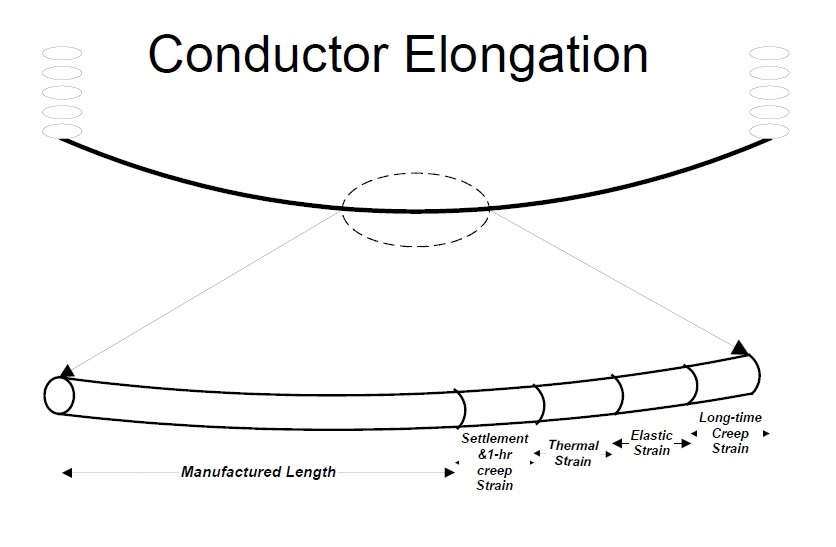 Conductor Elongation
Manufactured Length
Settlement
&1-hr
creep
Strain
Thermal
Strain
Elastic
Strain
Long-time
Creep
Strain